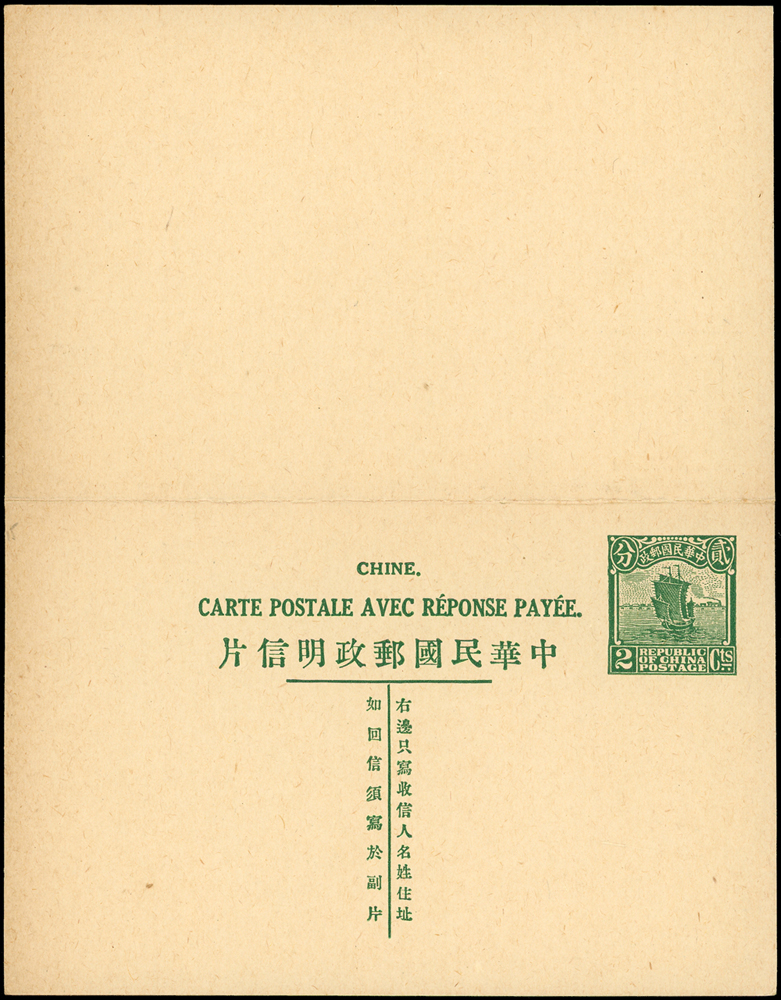 CHINE.
CARTE POSTALE AVEC RÉPONSE PAYÉE.
中華民國郵政明信片
右邊只寫收信人名姓住址
如回信須寫於副片
中華民國郵政
貳
分
2
REPUBLIC
OF CHINA
POSTAGE
Cts